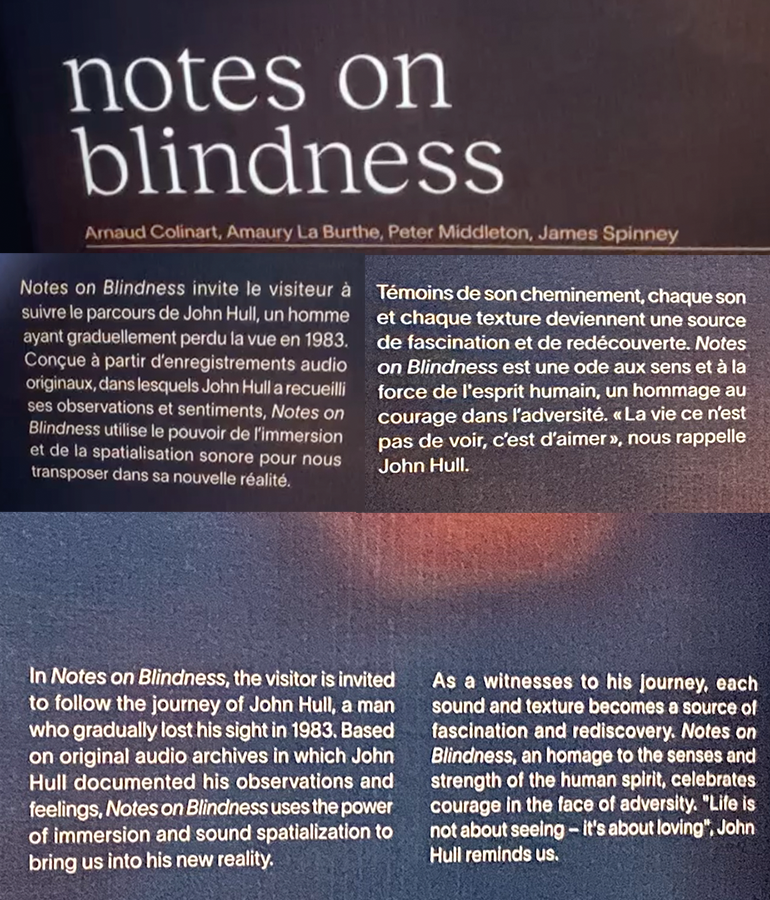 notes on
blindness
Arnaud Colinart, Amaury La Burthe, Peter Middleton, James Spinney
Notes on Blindness invite le visiteur à
suivre le parcours de John Hull, un homme
ayant graduellement perdu la vue en 1983.
Conçue à partir d'enregistrements audio
originaux, dans lesquels John Hull a recueilli
ses observations et sentiments, Notes on
Blindness utilise le pouvoir de l'immersion
et de la spatialisation sonore pour nous
transposer dans sa nouvelle réalité.
Témoins de son cheminement, chaque son
et chaque texture deviennent une source
de fascination et de redécouverte. Notes
on Blindness est une ode aux sens et à la
force de l'esprit humain, un hommage au
courage dans l'adversité. «La vie ce n'est
pas de voir, c'est d'aimer», nous rappelle
John Hull.
In Notes on Blindness, the visitor is invited
to follow the journey of John Hull, a man
who gradually lost his sight in 1983. Based
on original audio archives in which John
Hull documented his observations and
feelings, Notes on Blindness uses the power
of immersion and sound spatialization to
bring us into his new reality.
As a witnesses to his journey, each
sound and texture becomes a source of
fascination and rediscovery. Notes on
Blindness, an homage to the senses and
strength of the human spirit, celebrates
courage in the face of adversity. "Life is
not about seeing – it's about loving", John
Hull reminds us.